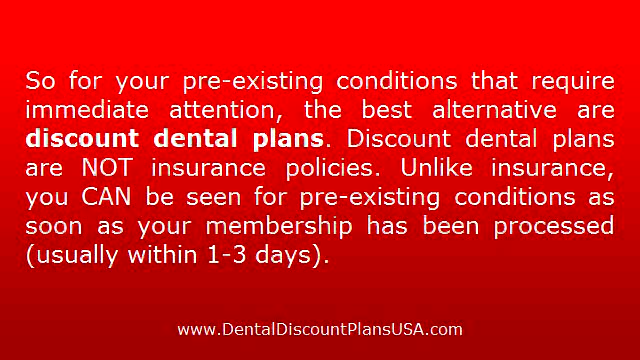 So for your pre-existing conditions that require
immediate attention, the best alternative are
discount dental plans. Discount dental plans
are NOT insurance policies. Unlike insurance,
you CAN be seen for pre-existing conditions as
soon as your membership has been processed
(usually within 1-3 days).
www.DentalDiscountPlansUSA.com